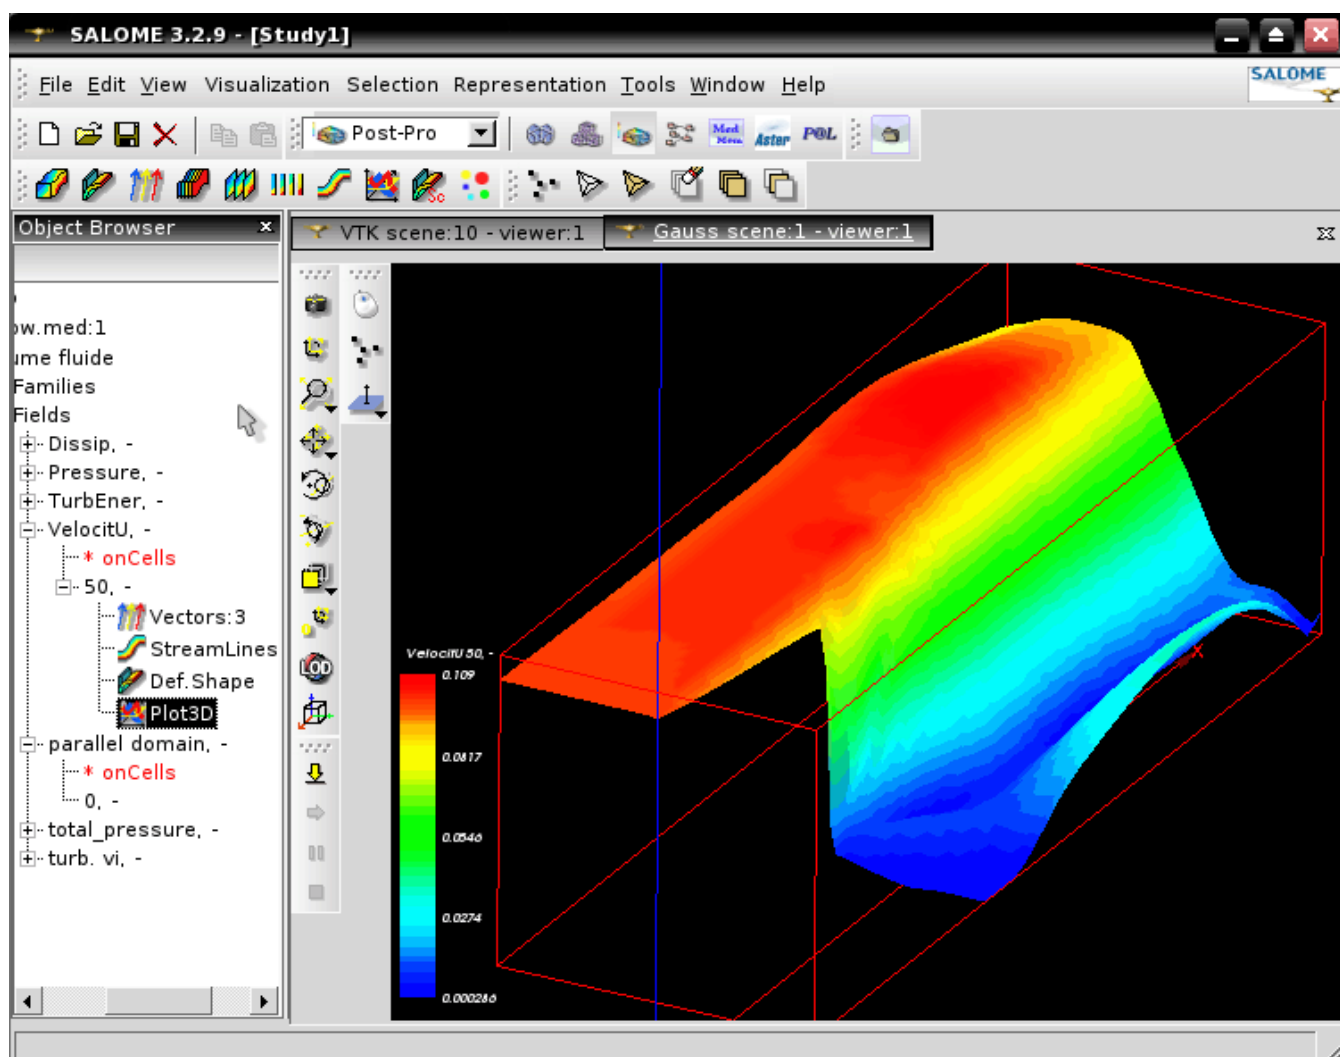 SALOME 3.2.9 - [Study1]
File Edit View Visualization Selection Representation Tools Window Help
SALOME
Post-Pro
Med
Aster
POL
Sc
Object Browser
VTK scene:10 - viewer:1
Gauss scene:1 - viewer:1
ow.med:1
ume fluide
Families
Fields
Dissip, -
Pressure, -
TurbEner, -
VelocitU, -
* onCells
50, -
Vectors:3
StreamLines
Def.Shape
Plot3D
parallel domain, -
* onCells
0, -
total_pressure, -
turb. vi, -
LOD
VelocitU 50, -
0.109
0.0817
0.0546
0.0274
0.000286
X